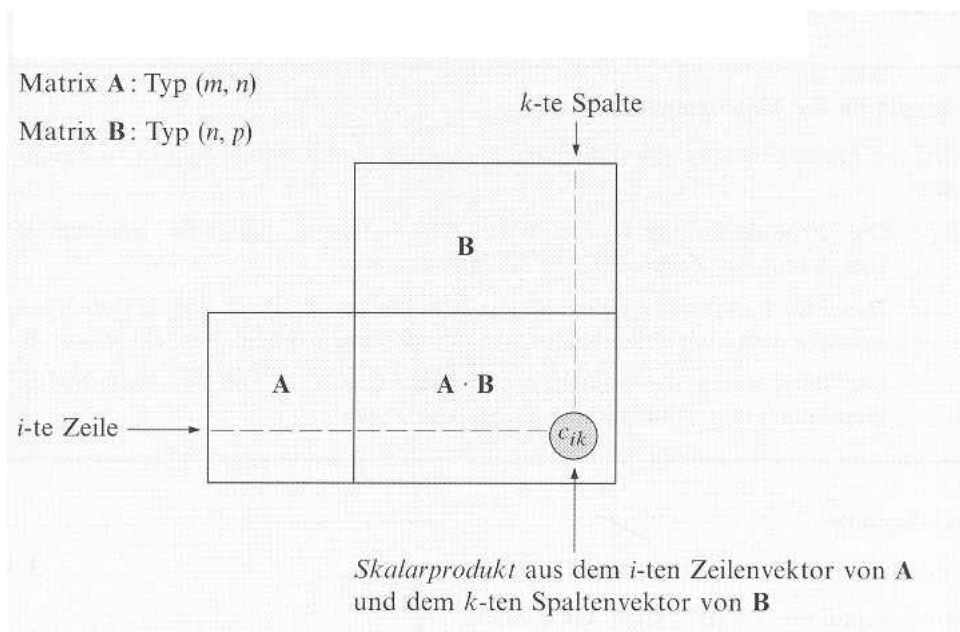 Matrix A: Typ (m, n)
Matrix B: Typ (n, p)
k-te Spalte
B
A
A · B
i-te Zeile
c_ik
Skalarprodukt aus dem i-ten Zeilenvektor von A
und dem k-ten Spaltenvektor von B